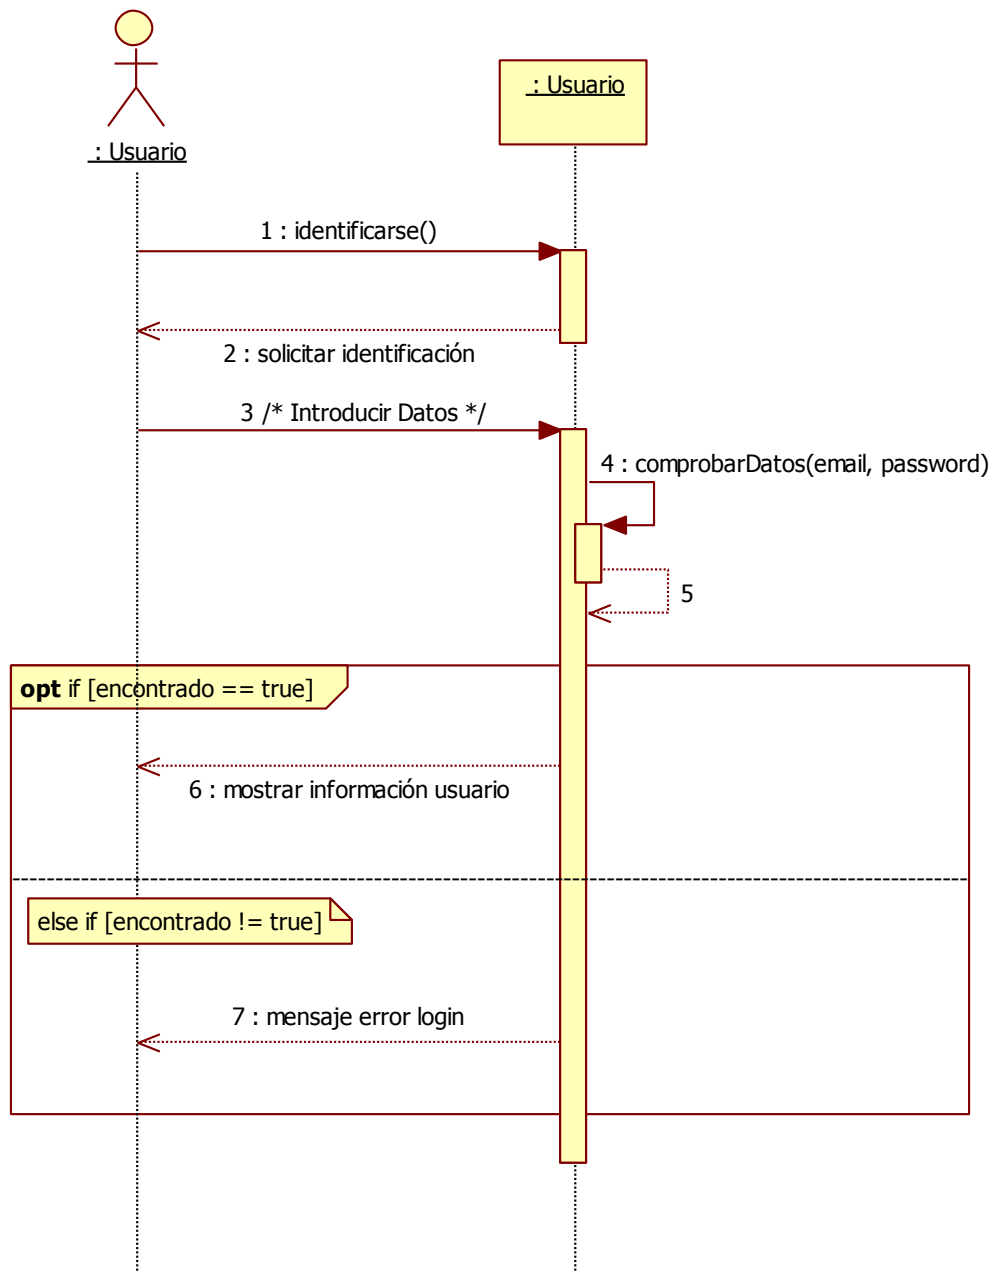 : Usuario
: Usuario
1 : identificarse()
2 : solicitar identificación
3 /* Introducir Datos */
4 : comprobarDatos(email, password)
5
opt if [encontrado == true]
6 : mostrar información usuario
else if [encontrado != true]
7 : mensaje error login